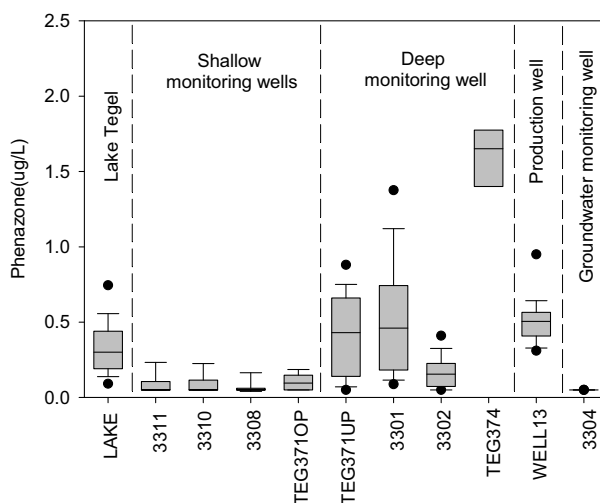 2.5
2.0
1.5
1.0
0.5
0.0
Phenazone(ug/L)
Lake Tegel
Shallow
monitoring wells
Deep
monitoring well
Production well
Groundwater monitoring well
LAKE
3311
3310
3308
TEG371OP
TEG371UP
3301
3302
TEG374
WELL13
3304